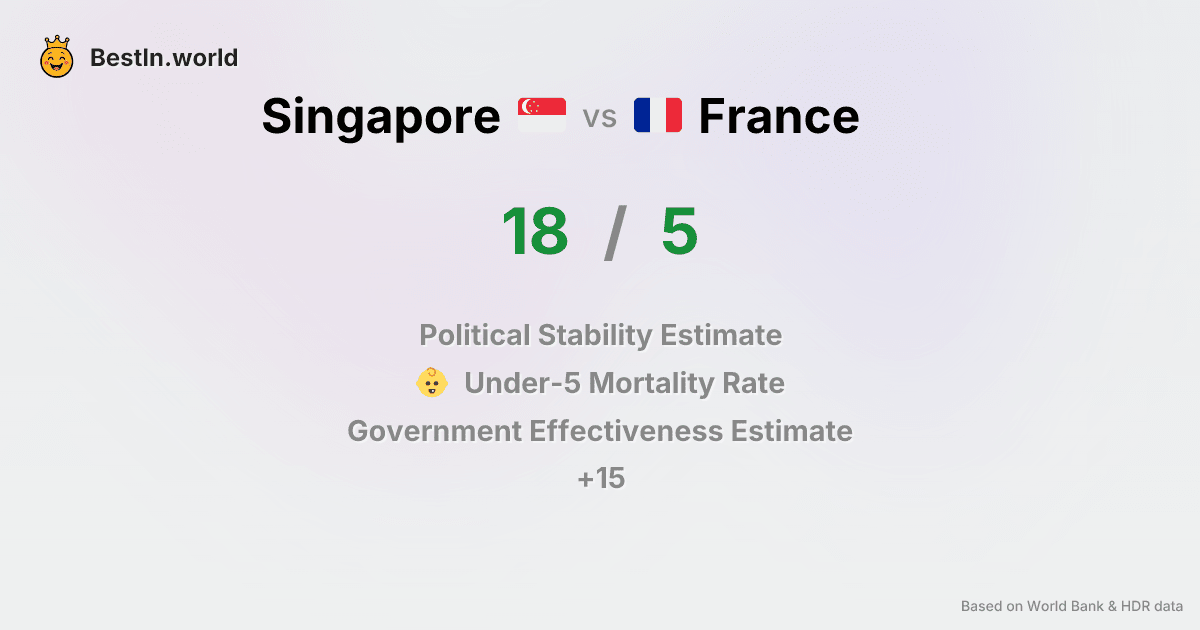 BestIn.world
Singapore vs France
18 / 5
Political Stability Estimate
Under-5 Mortality Rate
Government Effectiveness Estimate
+15
Based on World Bank & HDR data